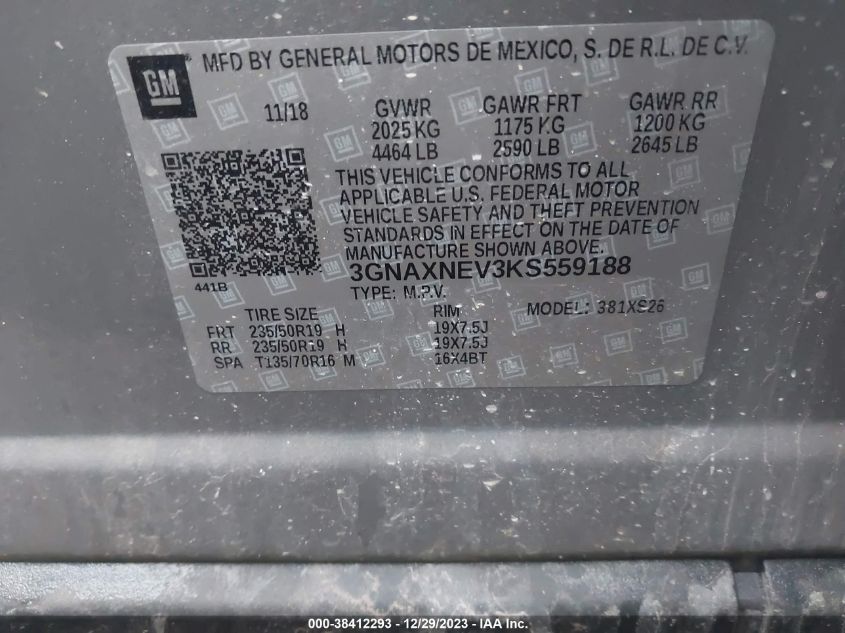 GM
MFD BY GENERAL MOTORS DE MEXICO, S. DE R.L. DE C.V.
11/18 GVWR GAWR FRT GAWR RR
2025 KG 1175 KG 1200 KG
4464 LB 2590 LB 2645 LB
THIS VEHICLE CONFORMS TO ALL
APPLICABLE U.S. FEDERAL MOTOR
VEHICLE SAFETY AND THEFT PREVENTION
STANDARDS IN EFFECT ON THE DATE OF
MANUFACTURE SHOWN ABOVE.
3GNAXNEV3KS559188
441B
TYPE: M.P.V. MODEL: 381XS26
TIRE SIZE RIM
FRT 235/50R19 H 19X7.5J
RR 235/50R19 H 19X7.5J
SPA T135/70R16 M 16X4BT
000-38412293 - 12/29/2023 - IAA Inc.